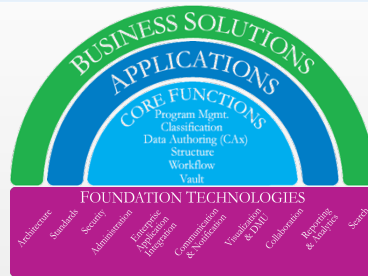 BUSINESS SOLUTIONS
APPLICATIONS
CORE FUNCTIONS
Program Mgmt.
Classification
Data Authoring (CAx)
Structure
Workflow
Vault
FOUNDATION TECHNOLOGIES
Architecture
Standards
Security
Administration
Enterprise
Application
Integration
Communication
& Notification
Visualization
& DMU
Collaboration
Reporting
& Analytics
Search